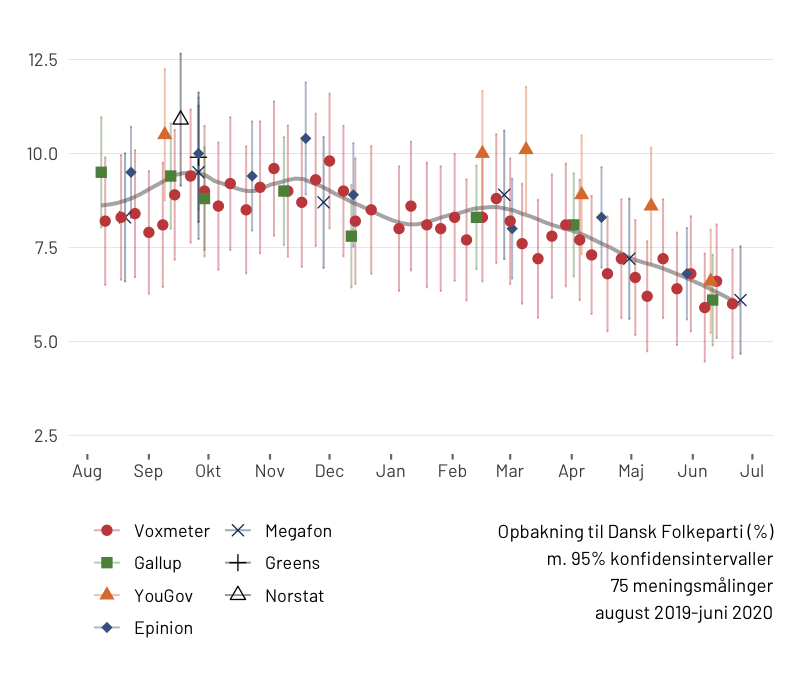 12.5
10.0
7.5
5.0
2.5
Aug Sep Okt Nov Dec Jan Feb Mar Apr Maj Jun Jul
Voxmeter
Gallup
YouGov
Epinion
Megafon
Greens
Norstat
Opbakning til Dansk Folkeparti (%)
m. 95% konfidensintervaller
75 meningsmålinger
august 2019-juni 2020